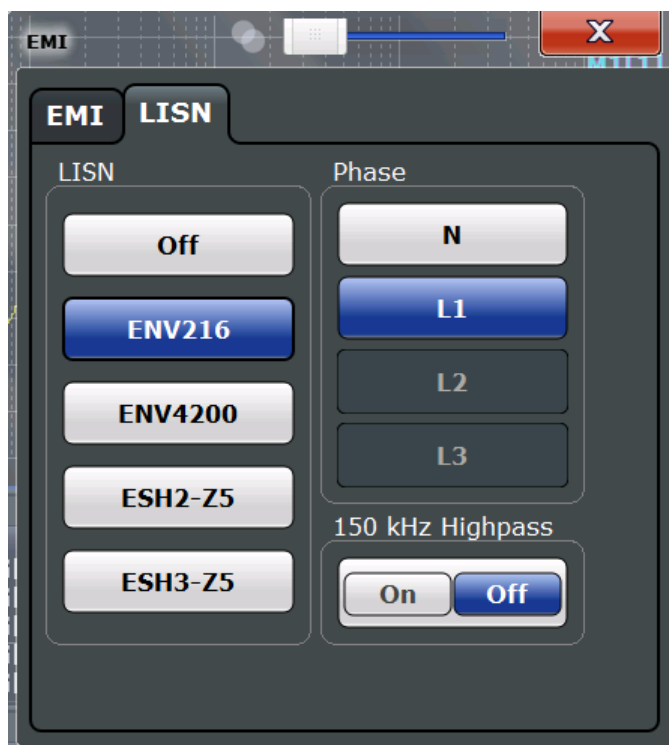 EMI
EMI
LISN
LISN
Off
ENV216
ENV4200
ESH2-Z5
ESH3-Z5
Phase
N
L1
L2
L3
150 kHz Highpass
On Off